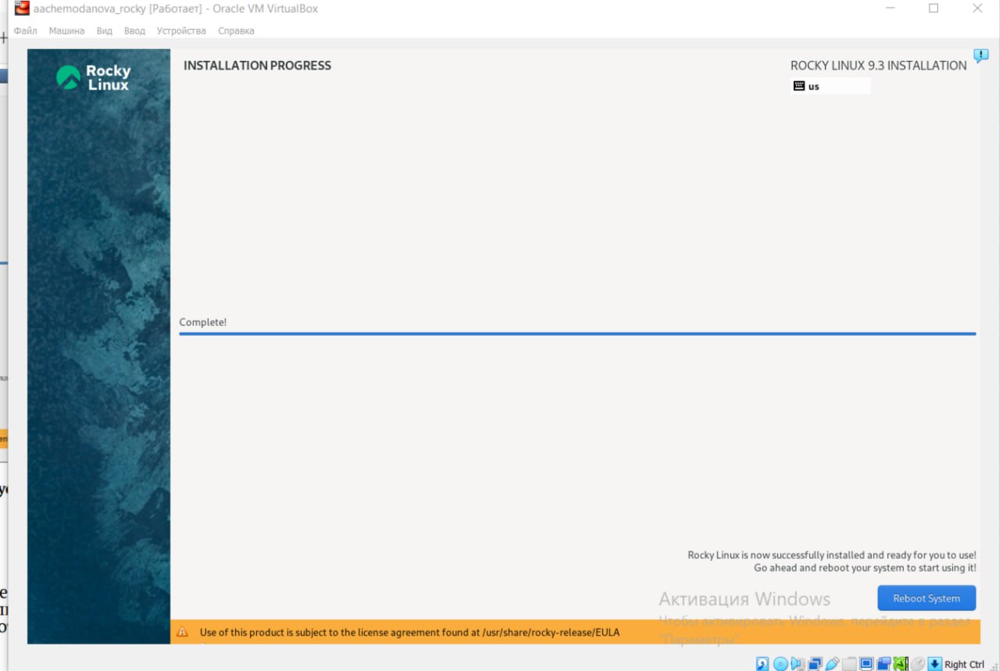 aachemodanova_rocky [Работает] - Oracle VM VirtualBox
Файл Машина Вид Ввод Устройства Справка
Rocky
Linux
INSTALLATION PROGRESS
ROCKY LINUX 9.3 INSTALLATION
us
Complete!
Rocky Linux is now successfully installed and ready for you to use!
Go ahead and reboot your system to start using it!
Reboot System
Активация Windows
Чтобы активировать Windows, перейдите в раздел
"Параметры".
Use of this product is subject to the license agreement found at /usr/share/rocky-release/EULA
Right Ctrl